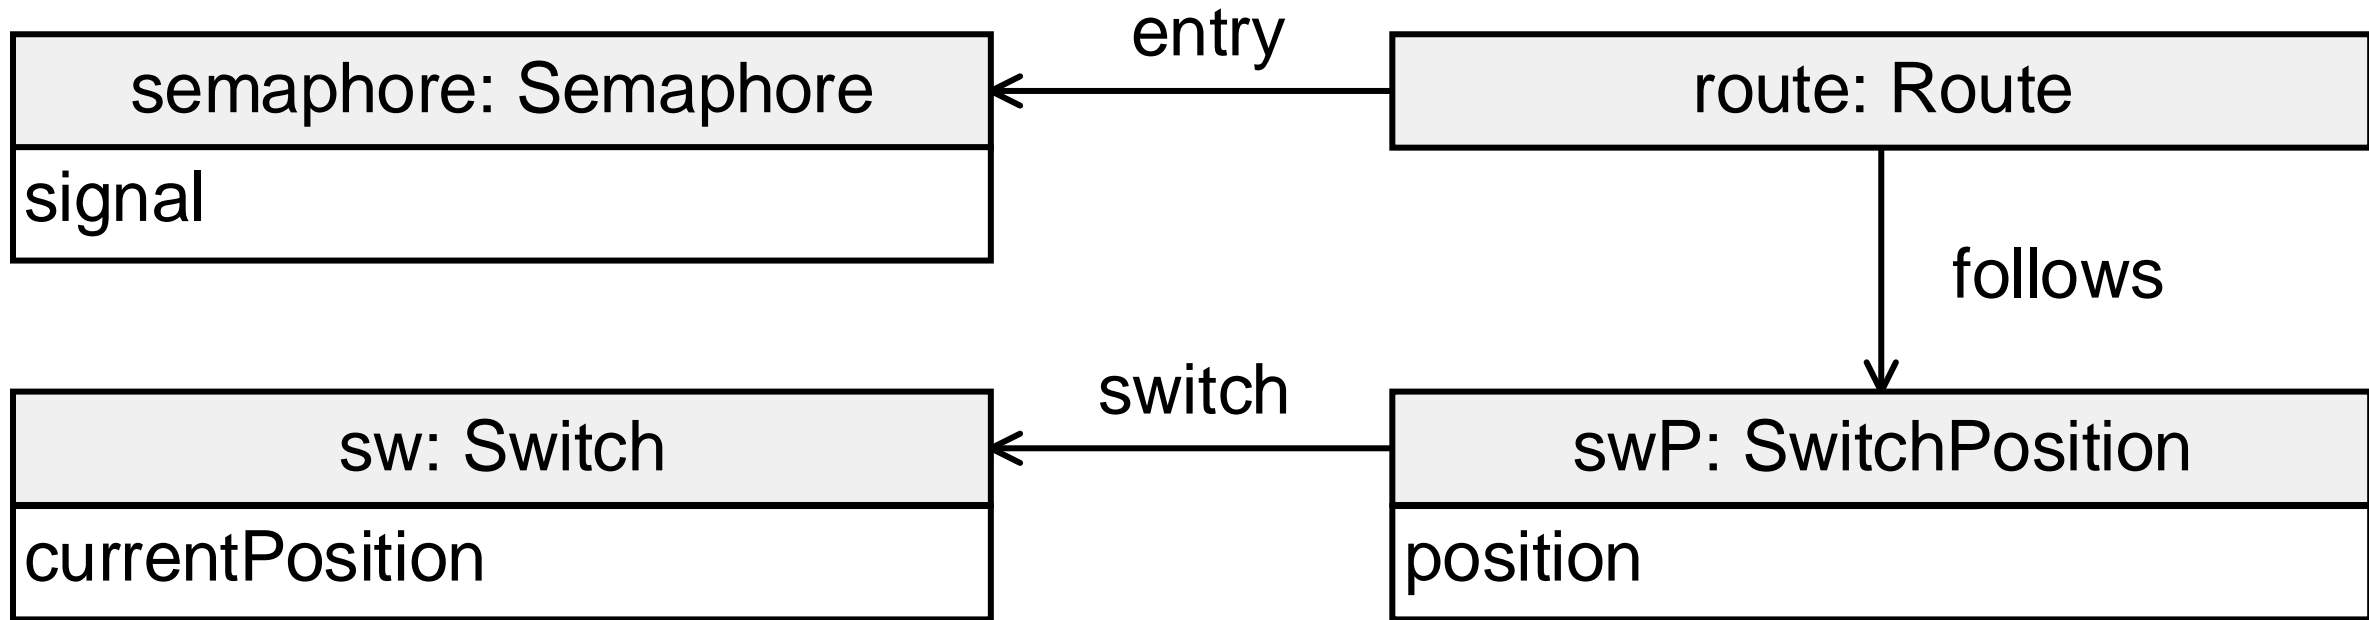 entry
semaphore: Semaphore
route: Route
signal
follows
switch
sw: Switch
swP: SwitchPosition
currentPosition
position